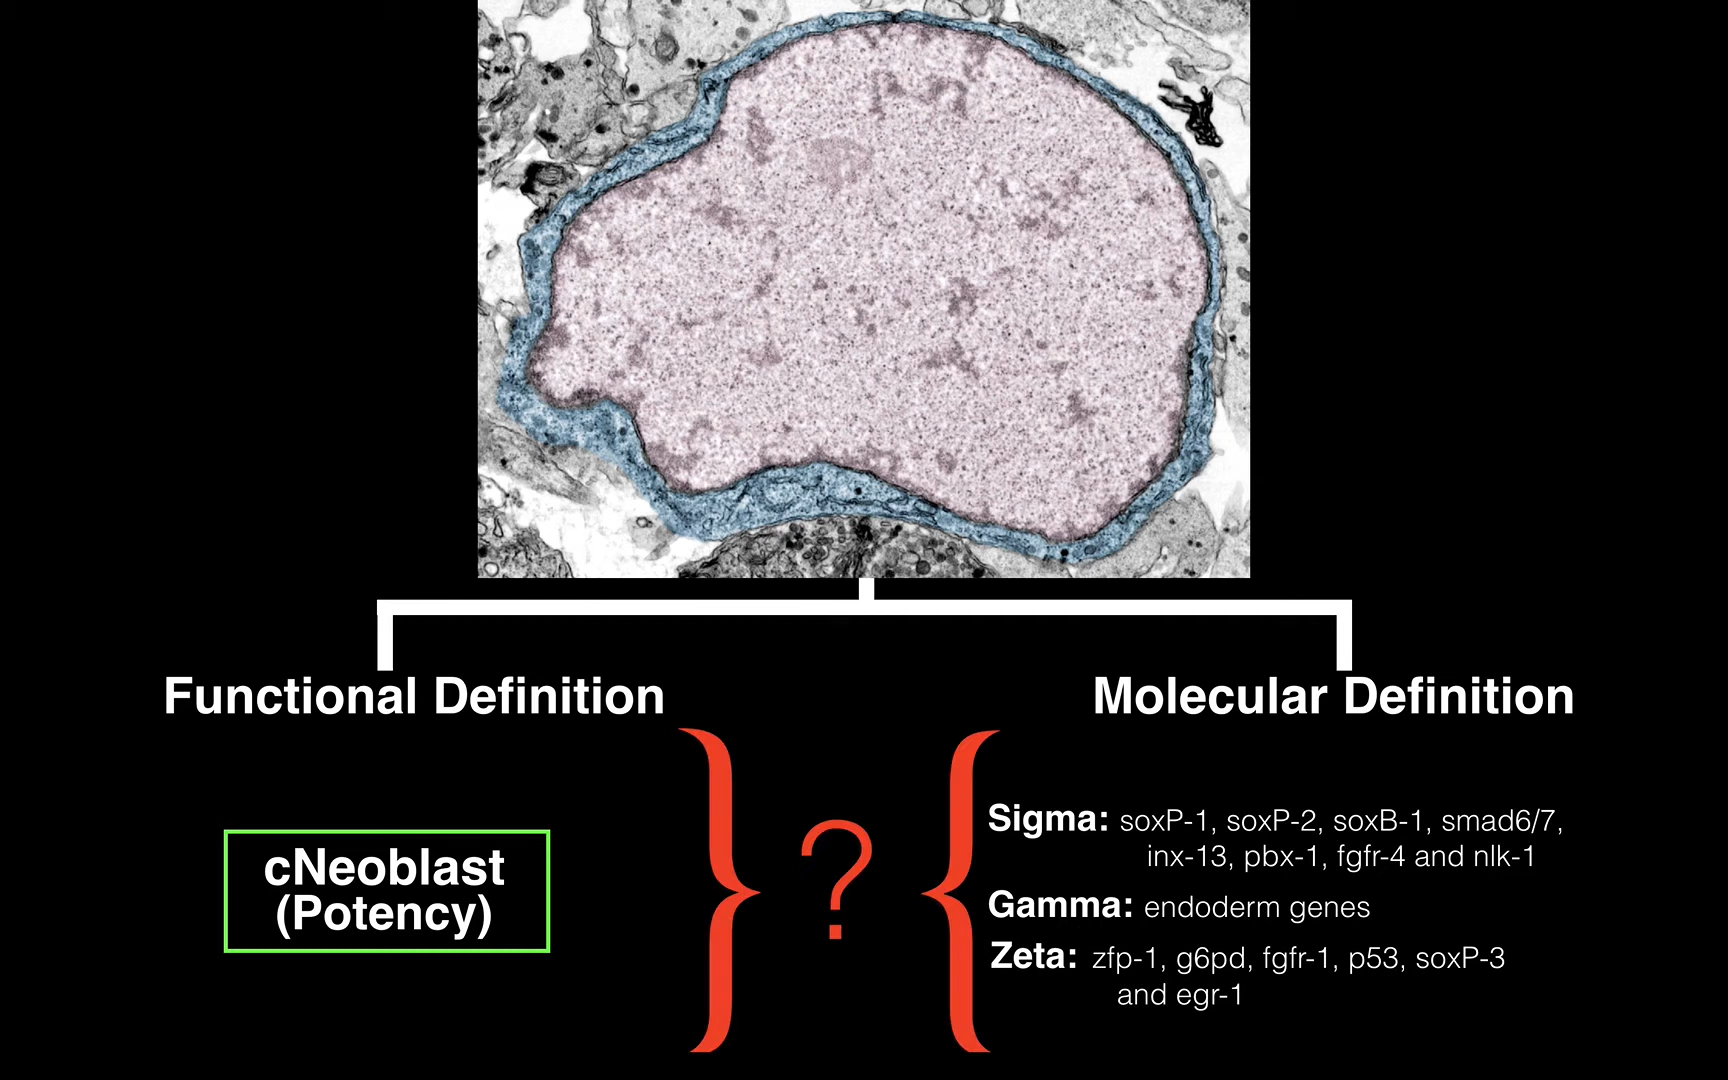 Functional Definition
Molecular Definition
cNeoblast
(Potency)
?
Sigma: soxP-1, soxP-2, soxB-1, smad6/7,
inx-13, pbx-1, fgfr-4 and nlk-1
Gamma: endoderm genes
Zeta: zfp-1, g6pd, fgfr-1, p53, soxP-3
and egr-1